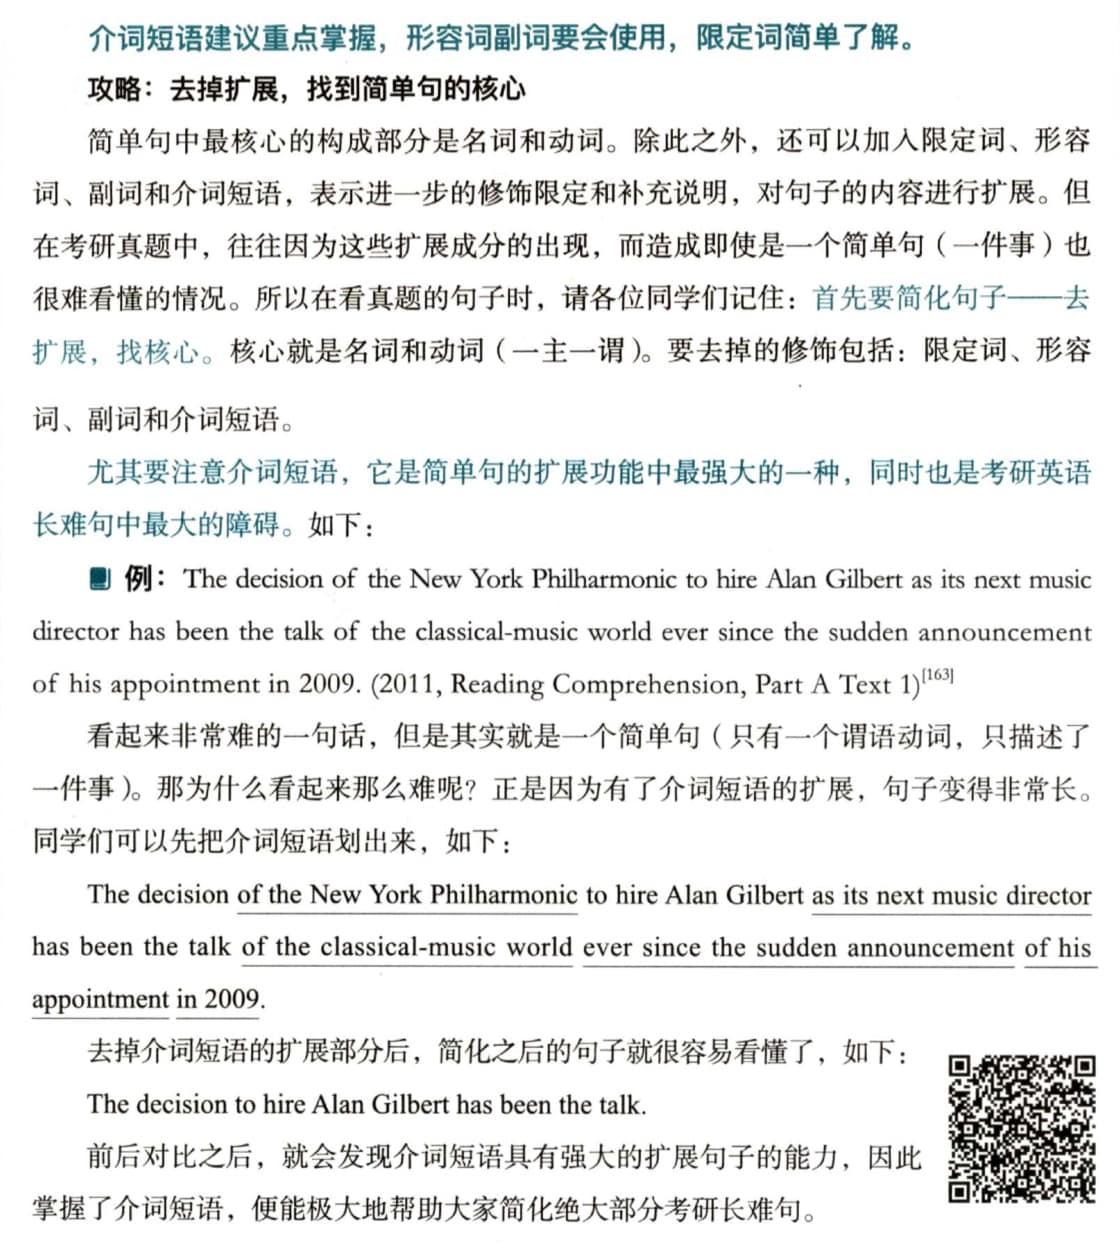 介词短语建议重点掌握，形容词副词要会使用，限定词简单了解。
攻略：去掉扩展，找到简单句的核心
简单句中最核心的构成部分是名词和动词。除此之外，还可以加入限定词、形容
词、副词和介词短语，表示进一步的修饰限定和补充说明，对句子的内容进行扩展。但
在考研真题中，往往因为这些扩展成分的出现，而造成即使是一个简单句（一件事）也
很难看懂的情况。所以在看真题的句子时，请各位同学们记住：首先要简化句子——去
扩展，找核心。核心就是名词和动词（一主一谓）。要去掉的修饰包括：限定词、形容
词、副词和介词短语。
尤其要注意介词短语，它是简单句的扩展功能中最强大的一种，同时也是考研英语
长难句中最大的障碍。如下：
例：The decision of the New York Philharmonic to hire Alan Gilbert as its next music
director has been the talk of the classical-music world ever since the sudden announcement
of his appointment in 2009. (2011, Reading Comprehension, Part A Text 1)[163]
看起来非常难的一句话，但是其实就是一个简单句（只有一个谓语动词，只描述了
一件事）。那为什么看起来那么难呢？正是因为有了介词短语的扩展，句子变得非常长。
同学们可以先把介词短语划出来，如下：
The decision of the New York Philharmonic to hire Alan Gilbert as its next music director
has been the talk of the classical-music world ever since the sudden announcement of his
appointment in 2009.
去掉介词短语的扩展部分后，简化之后的句子就很容易看懂了，如下：
The decision to hire Alan Gilbert has been the talk.
前后对比之后，就会发现介词短语具有强大的扩展句子的能力，因此
掌握了介词短语，便能极大地帮助大家简化绝大部分考研长难句。